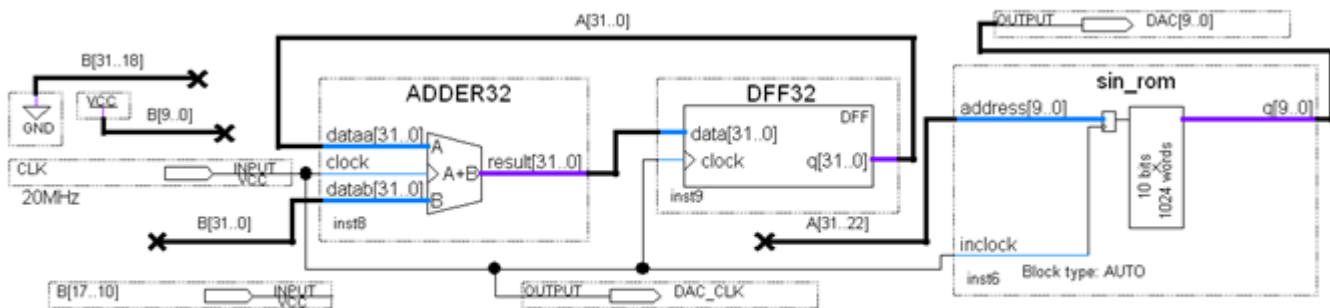 A[31..0]
OUTPUT DAC[9..0]
B[31..18]
VCC
GND
B[9..0]
ADDER32
DFF32
sin_rom
dataa[31..0]
A
clock
A+B
result[31..0]
datab[31..0]
B
inst8
DFF
data[31..0]
clock
q[31..0]
inst9
address[9..0]
q[9..0]
10 bits
×
1024 words
inclock
inst6
Block type: AUTO
CLK
INPUT
VCC
20MHz
B[31..0]
A[31..22]
B[17..10]
INPUT
VCC
OUTPUT DAC_CLK